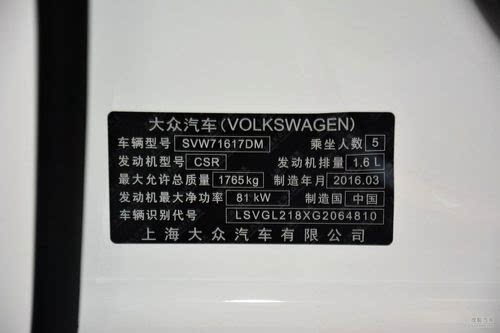 大众汽车(VOLKSWAGEN)
车辆型号 SVW71617DM 乘坐人数 5
发动机型号 CSR 发动机排量 1.6 L
最大允许总质量 1765kg 制造年月 2016.03
发动机最大净功率 81 kW 制造国 中国
车辆识别代号 LSVGL218XG2064810
上海大众汽车有限公司